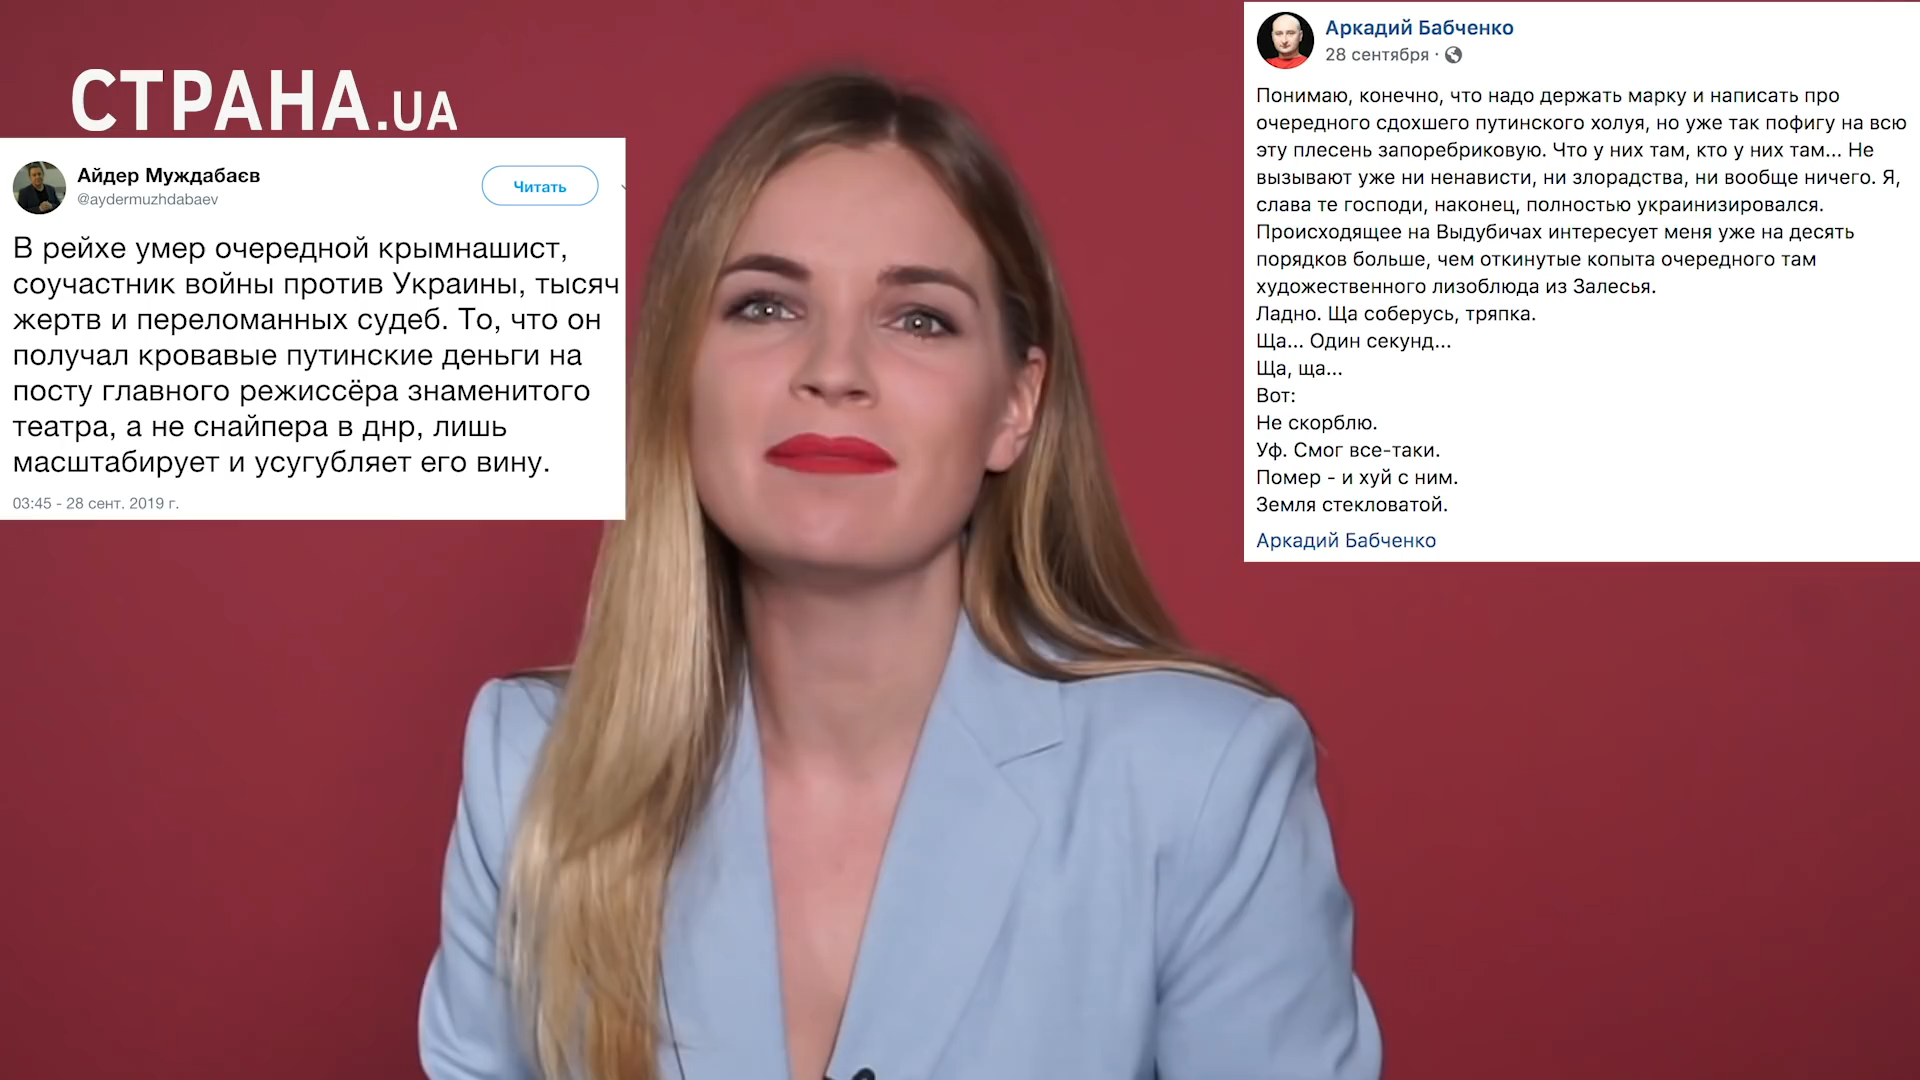 СТРАНА.UA
Айдер Муждабаєв
@aydermuzhdabaev
Читать
В рейхе умер очередной крымнашист,
соучастник войны против Украины, тысяч
жертв и переломанных судеб. То, что он
получал кровавые путинские деньги на
посту главного режиссёра знаменитого
театра, а не снайпера в днр, лишь
масштабирует и усугубляет его вину.
03:45 - 28 сент. 2019 г.
Аркадий Бабченко
28 сентября ·
Понимаю, конечно, что надо держать марку и написать про
очередного сдохшего путинского холуя, но уже так пофигу на всю
эту плесень запоребриковую. Что у них там, кто у них там... Не
вызывают уже ни ненависти, ни злорадства, ни вообще ничего. Я,
слава те господи, наконец, полностью украинизировался.
Происходящее на Выдубичах интересует меня уже на десять
порядков больше, чем откинутые копыта очередного там
художественного лизоблюда из Залесья.
Ладно. Ща соберусь, тряпка.
Ща... Один секунд...
Ща, ща...
Вот:
Не скорблю.
Уф. Смог все-таки.
Помер - и хуй с ним.
Земля стекловатой.
Аркадий Бабченко